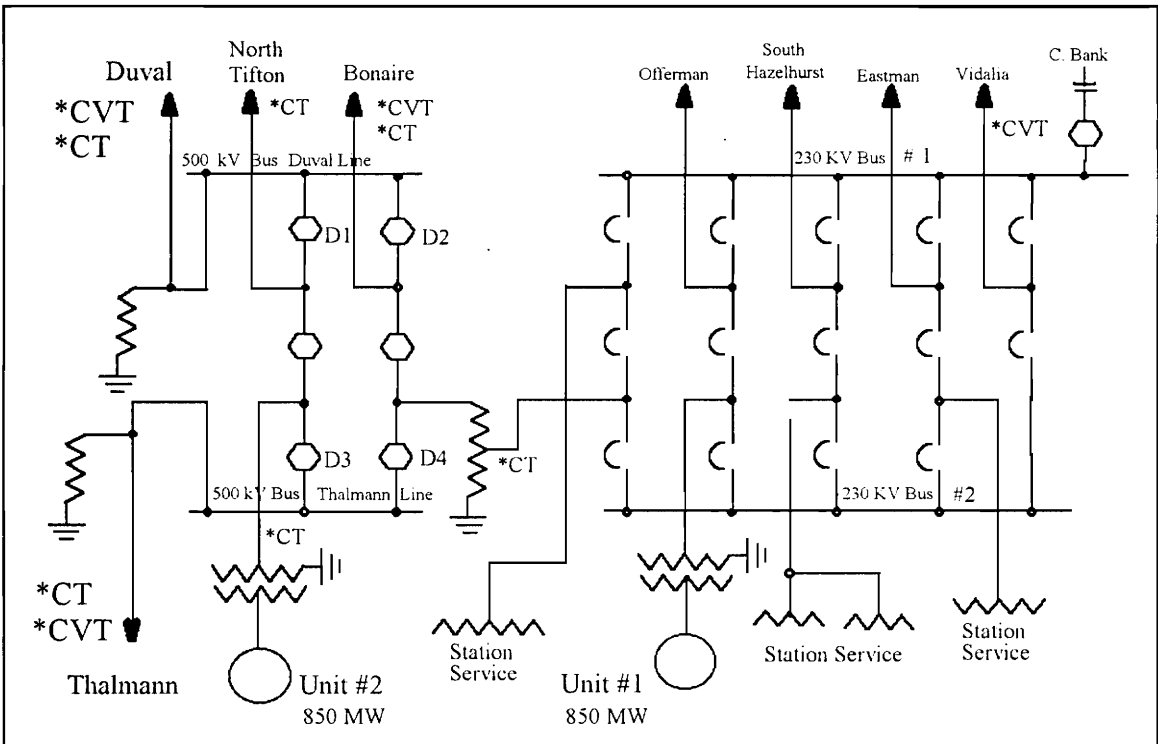 Duval
*CVT
*CT
North
Tifton
*CT
Bonaire
*CVT
*CT
Offerman
South
Hazelhurst
Eastman
Vidalia
*CVT
C. Bank
500 kV Bus Duval Line
230 KV Bus # 1
D1
D2
D3
D4
*CT
500 kV Bus Thalmann Line
230 KV Bus #2
*CT
*CT
*CVT
Thalmann
Unit #2
850 MW
Station
Service
Unit #1
850 MW
Station Service
Station
Service